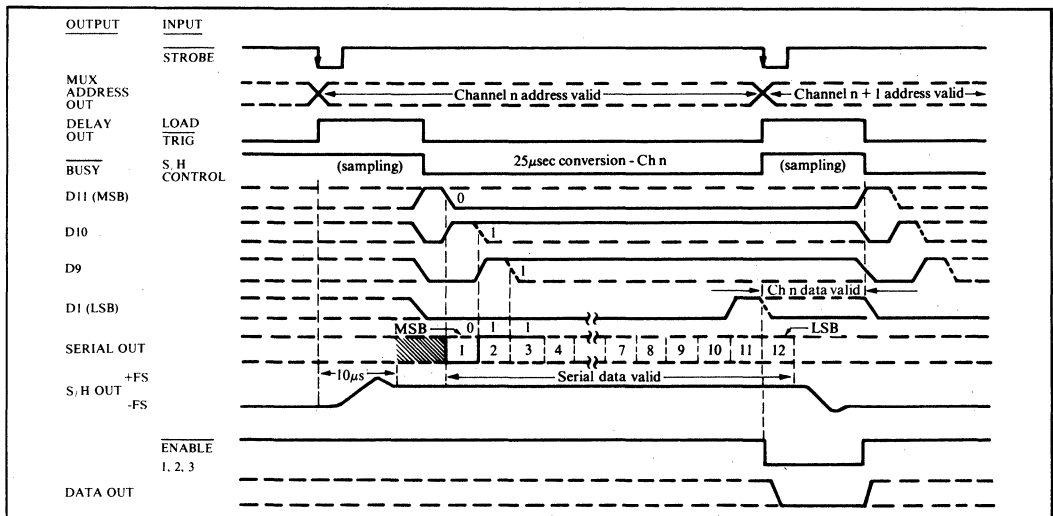 OUTPUT INPUT
STROBE
MUX
ADDRESS
OUT
Channel n address valid
Channel n + 1 address valid
DELAY
OUT
LOAD
TRIG
BUSY
S/H
CONTROL
(sampling)
25μsec conversion - Ch n
(sampling)
D11 (MSB)
0
D10
1
D9
1
Ch n data valid
D1 (LSB)
MSB
0 1 1
LSB
SERIAL OUT
1 2 3 4 7 8 9 10 11 12
10μs
Serial data valid
+FS
S/H OUT
-FS
ENABLE
1, 2, 3
DATA OUT